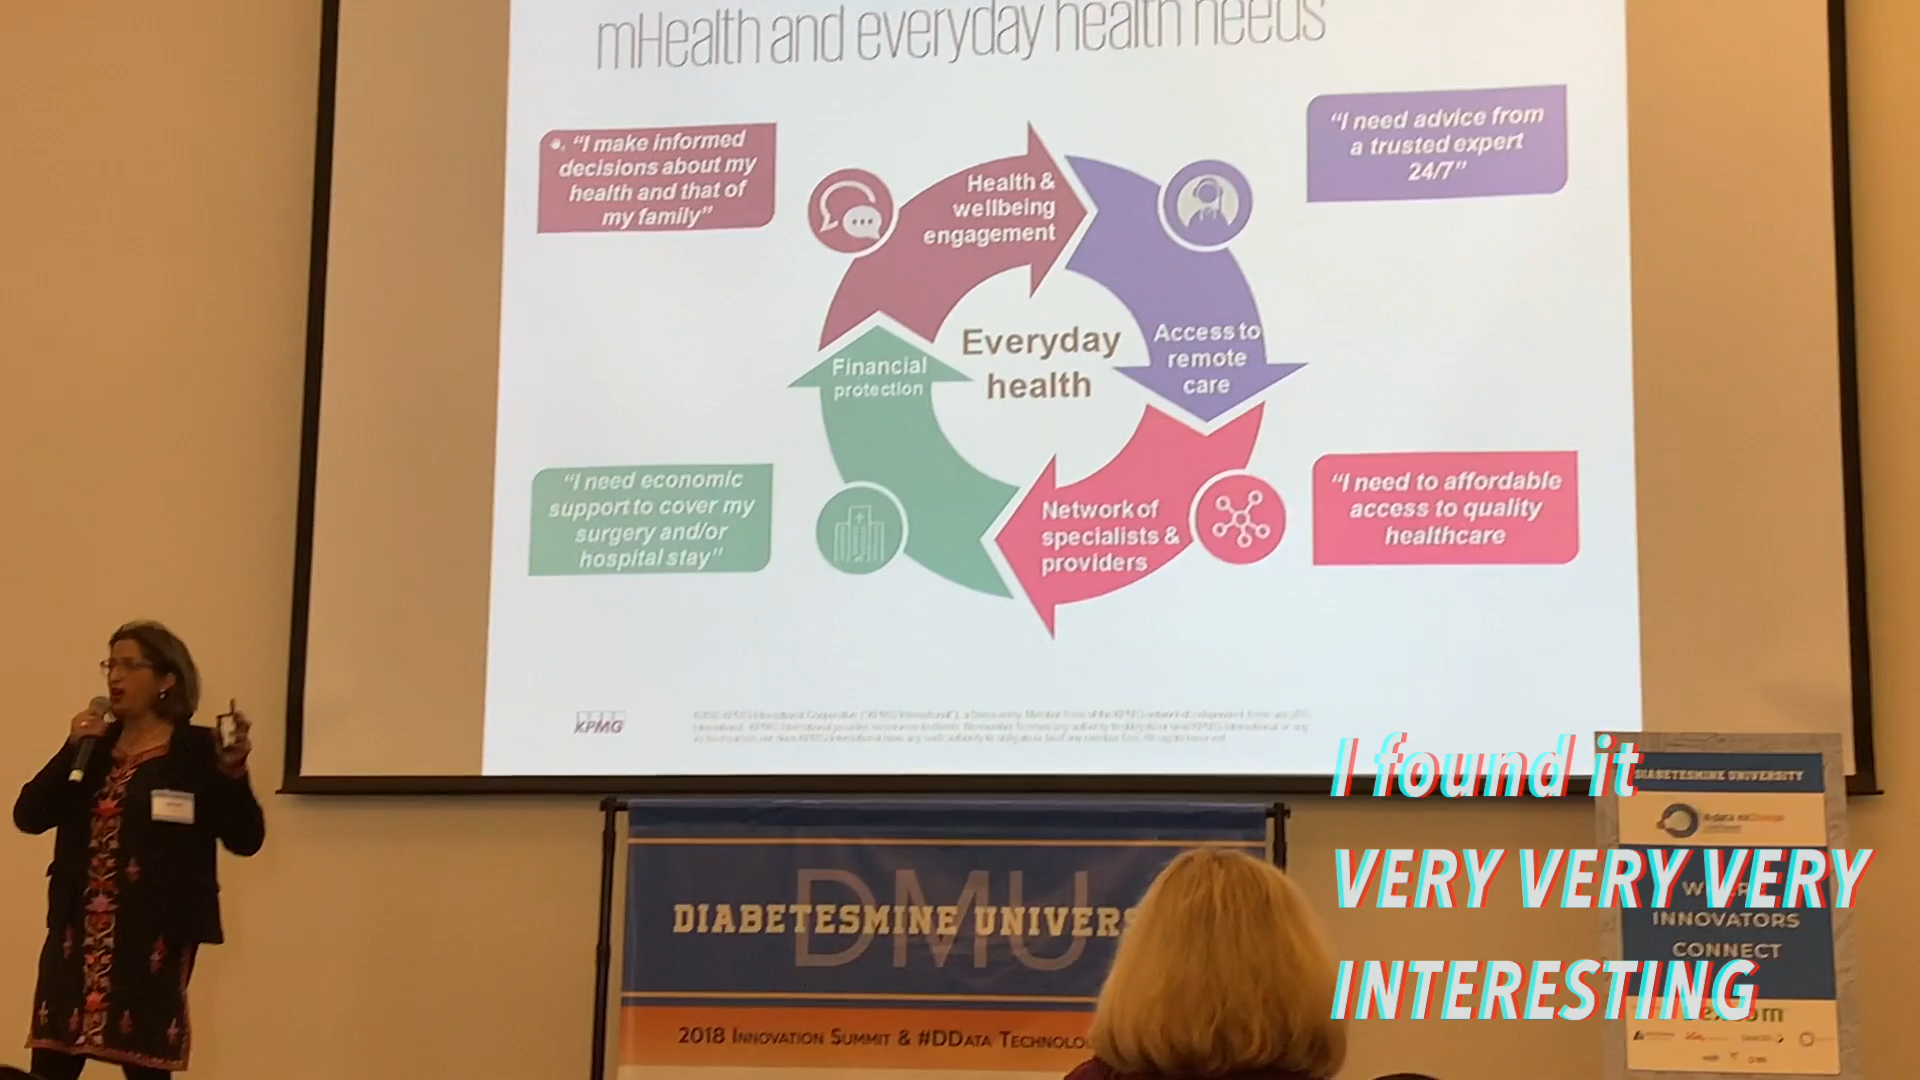 mHealth and everyday health needs
“I make informed
decisions about my
health and that of
my family”
Health &
wellbeing
engagement
“I need advice from
a trusted expert
24/7”
Everyday
health
Access to
remote
care
Financial
protection
“I need economic
support to cover my
surgery and/or
hospital stay”
Network of
specialists &
providers
“I need to affordable
access to quality
healthcare
KPMG
I found it
VERY VERY VERY
INTERESTING
DIABETESMINE UNIVERSITY
INNOVATORS
CONNECT
DMU
DIABETESMINE UNIVERS
2018 INNOVATION SUMMIT & #DDATA TECHNOLO